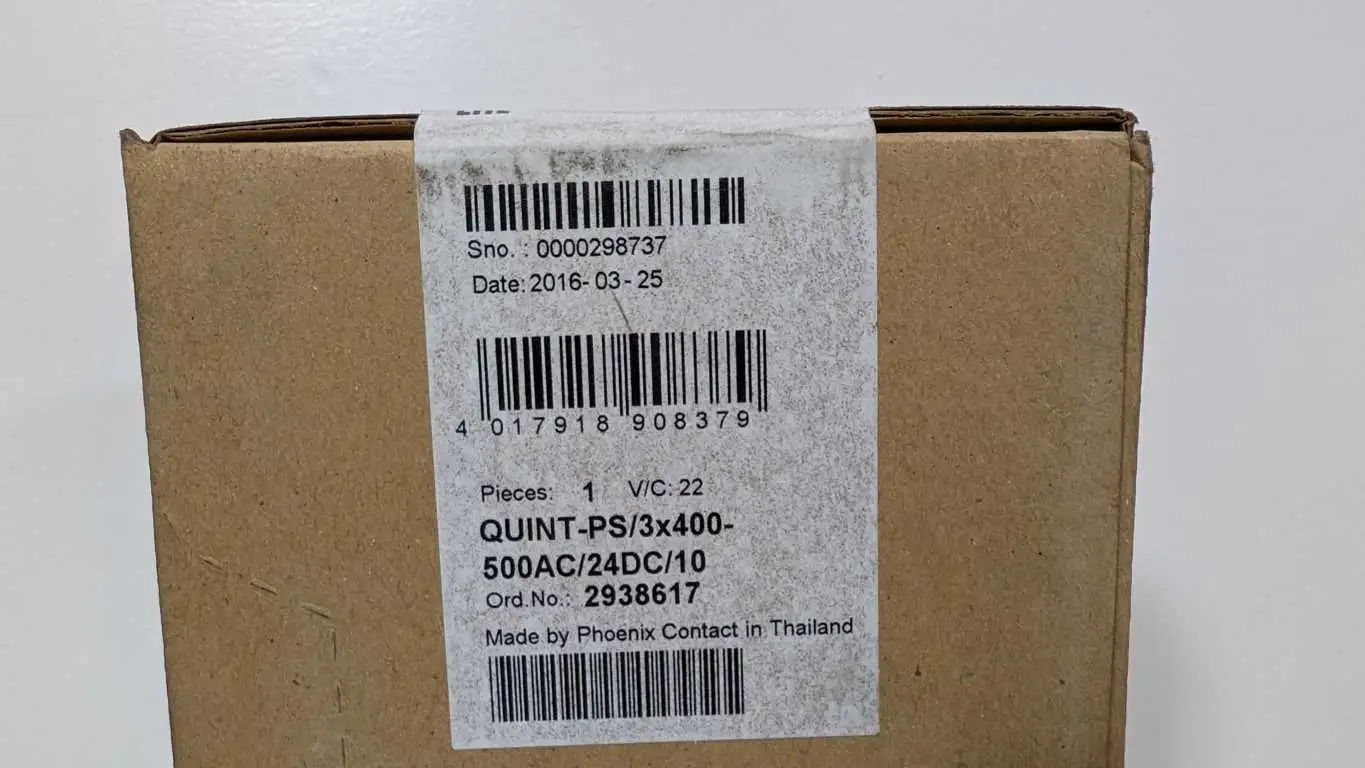 Sno. : 0000298737
Date: 2016- 03 - 25
4 017918 908379
Pieces: 1 V/C: 22
QUINT-PS/3x400-
500AC/24DC/10
Ord.No.: 2938617
Made by Phoenix Contact in Thailand